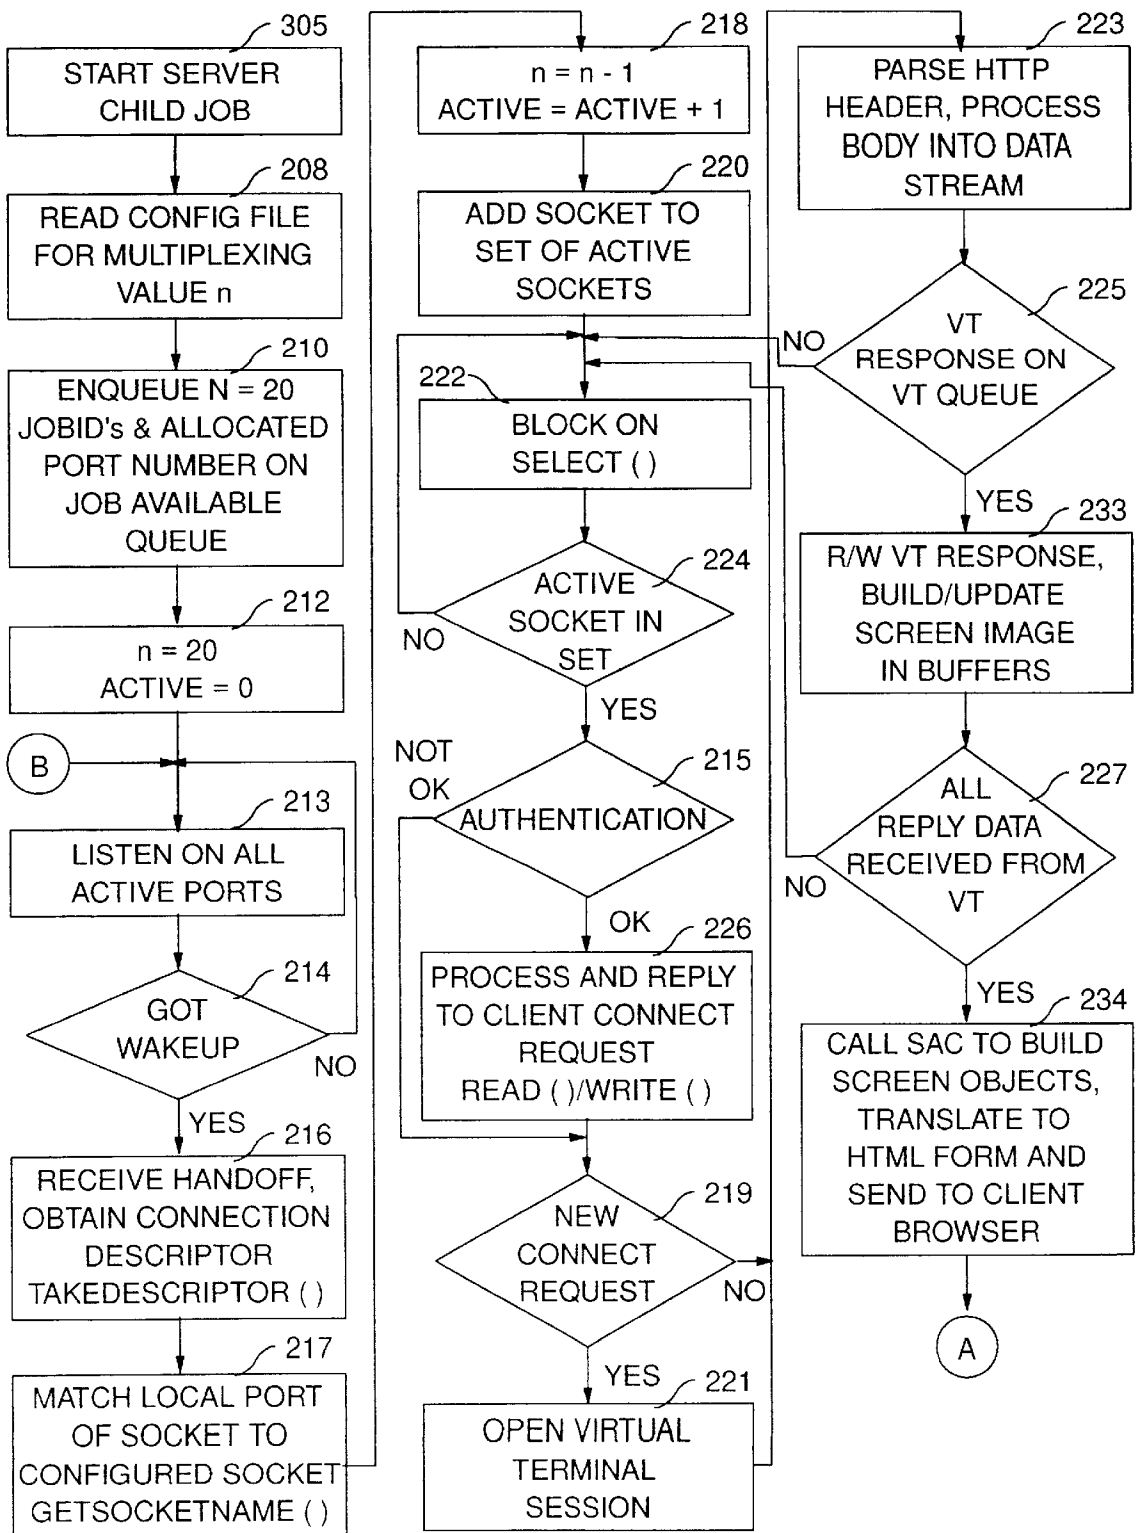 305
START SERVER
CHILD JOB
208
READ CONFIG FILE
FOR MULTIPLEXING
VALUE n
210
ENQUEUE N = 20
JOBID's & ALLOCATED
PORT NUMBER ON
JOB AVAILABLE
QUEUE
212
n = 20
ACTIVE = 0
B
213
LISTEN ON ALL
ACTIVE PORTS
214
GOT
WAKEUP
NO
YES
216
RECEIVE HANDOFF,
OBTAIN CONNECTION
DESCRIPTOR
TAKEDESCRIPTOR ( )
217
MATCH LOCAL PORT
OF SOCKET TO
CONFIGURED SOCKET
GETSOCKETNAME ( )
218
n = n - 1
ACTIVE = ACTIVE + 1
220
ADD SOCKET TO
SET OF ACTIVE
SOCKETS
222
BLOCK ON
SELECT ( )
224
ACTIVE
SOCKET IN
SET
NO
YES
NOT
OK
215
AUTHENTICATION
OK
226
PROCESS AND REPLY
TO CLIENT CONNECT
REQUEST
READ ( )/WRITE ( )
219
NEW
CONNECT
REQUEST
NO
YES
221
OPEN VIRTUAL
TERMINAL
SESSION
223
PARSE HTTP
HEADER, PROCESS
BODY INTO DATA
STREAM
225
NO
VT
RESPONSE ON
VT QUEUE
YES
233
R/W VT RESPONSE,
BUILD/UPDATE
SCREEN IMAGE
IN BUFFERS
227
ALL
REPLY DATA
RECEIVED FROM
VT
NO
YES
234
CALL SAC TO BUILD
SCREEN OBJECTS,
TRANSLATE TO
HTML FORM AND
SEND TO CLIENT
BROWSER
A